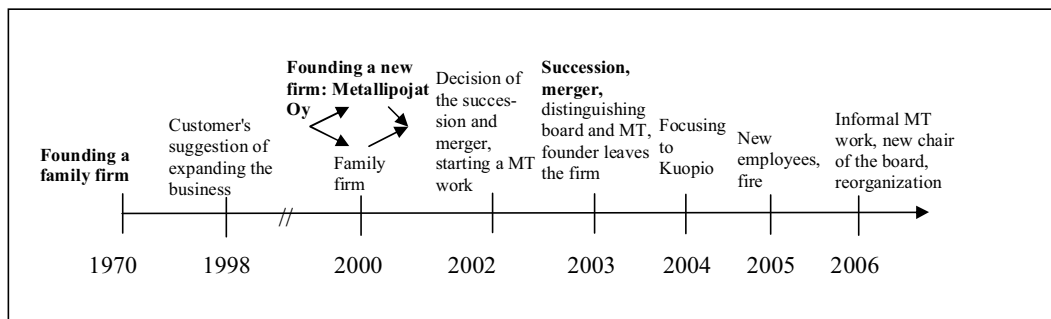 Founding a
family firm
Customer's
suggestion of
expanding the
business
Founding a new
firm: Metallipojat
Oy
Family
firm
Decision of
the succes-
sion and
merger,
starting a MT
work
Succession,
merger,
distinguishing
board and MT,
founder leaves
the firm
Focusing
to
Kuopio
New
employees,
fire
Informal MT
work, new chair
of the board,
reorganization
1970
1998
2000
2002
2003
2004
2005
2006